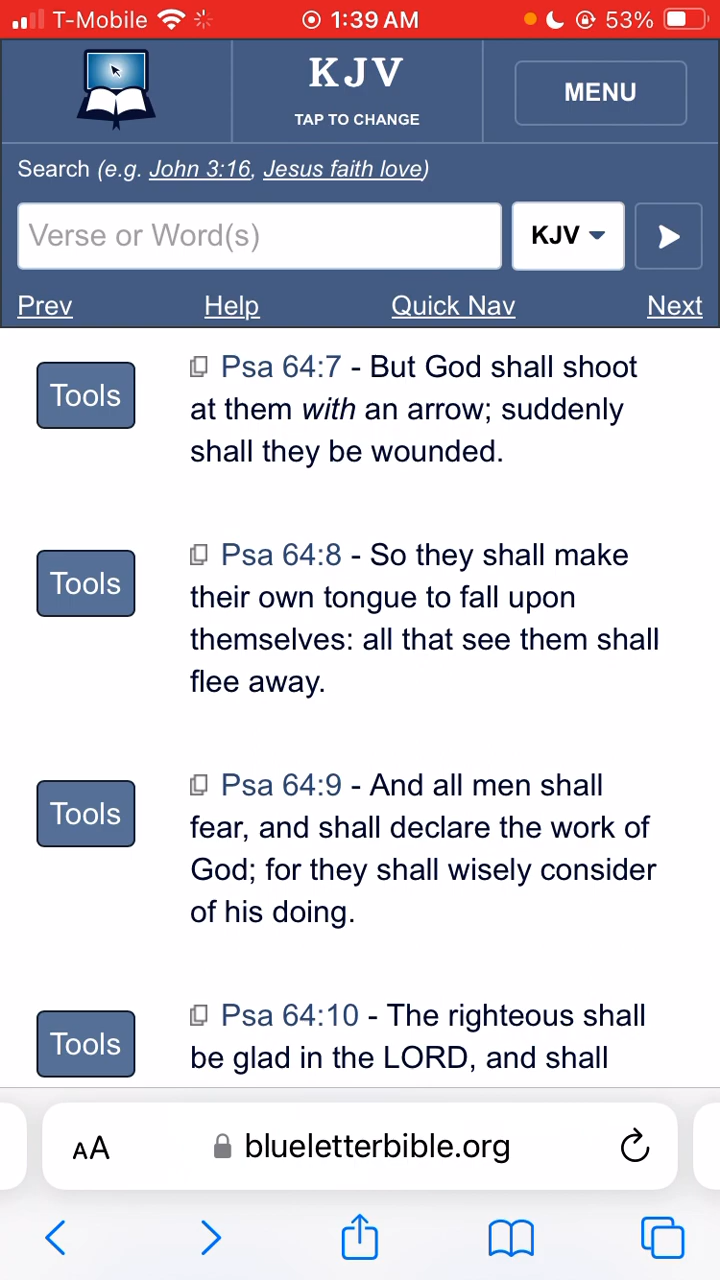 T-Mobile 1:39 AM 53%
KJV
TAP TO CHANGE
MENU
Search (e.g. John 3:16, Jesus faith love)
Verse or Word(s) KJV
Prev Help Quick Nav Next
Tools
Psa 64:7 - But God shall shoot
at them with an arrow; suddenly
shall they be wounded.
Tools
Psa 64:8 - So they shall make
their own tongue to fall upon
themselves: all that see them shall
flee away.
Tools
Psa 64:9 - And all men shall
fear, and shall declare the work of
God; for they shall wisely consider
of his doing.
Tools
Psa 64:10 - The righteous shall
be glad in the LORD, and shall
AA blueletterbible.org